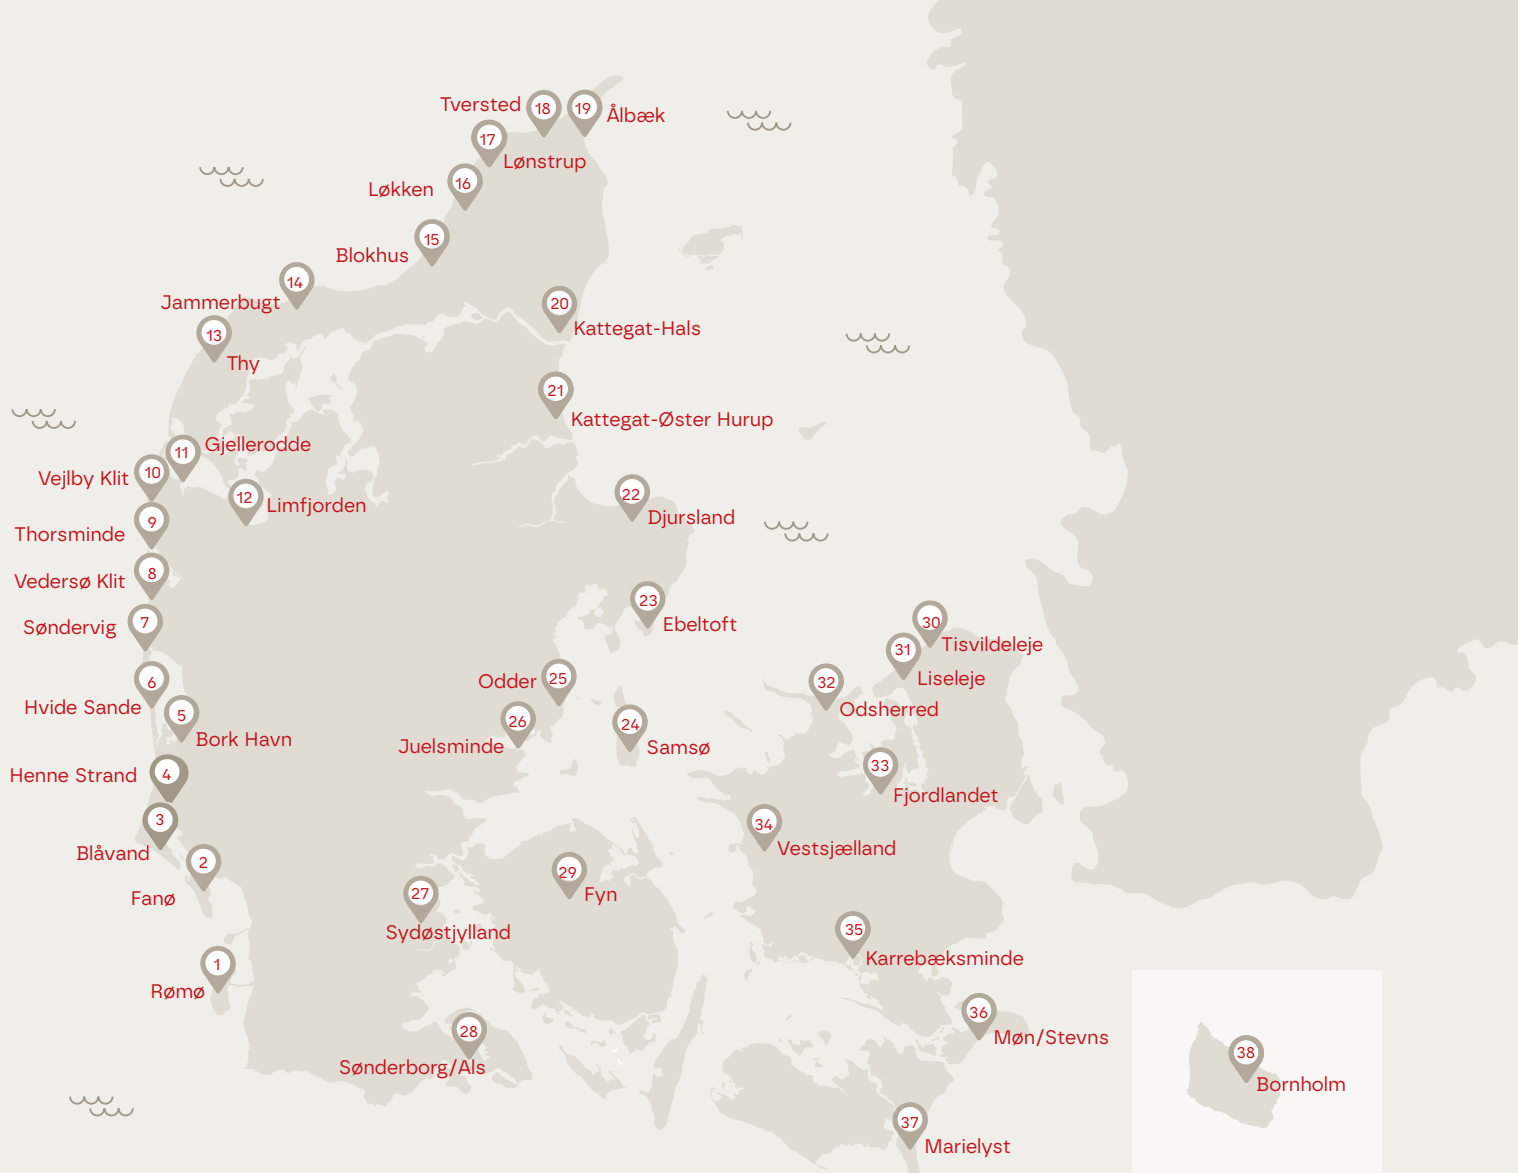 18
19
Tversted
Ålbæk
17
Lønstrup
16
Løkken
15
Blokhus
14
Jammerbugt
20
Kattegat-Hals
13
Thy
21
Kattegat-Øster Hurup
11
Gjellerodde
10
Vejlby Klit
12
Limfjorden
22
Djursland
9
Thorsminde
8
Vedersø Klit
23
Ebeltoft
7
Søndervig
30
Tisvildeleje
31
Liseleje
6
Hvide Sande
25
Odder
32
Odsherred
5
Bork Havn
26
Juelsminde
24
Samsø
4
Henne Strand
33
Fjordlandet
3
Blåvand
34
Vestsjælland
2
Fanø
29
Fyn
27
Sydøstjylland
35
Karrebæksminde
1
Rømø
36
Møn/Stevns
28
Sønderborg/Als
38
Bornholm
37
Marielyst